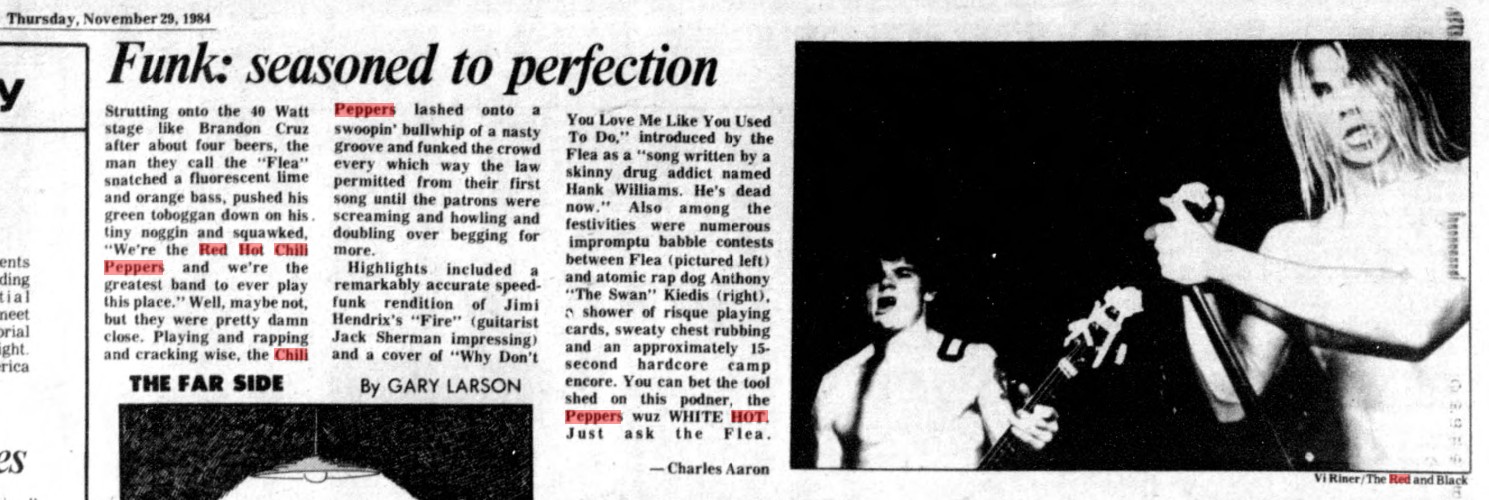 Thursday, November 29, 1984
Funk: seasoned to perfection
Strutting onto the 40 Watt
stage like Brandon Cruz
after about four beers, the
man they call the “Flea”
snatched a fluorescent lime
and orange bass, pushed his
green toboggan down on his
tiny noggin and squawked,
“We're the Red Hot Chili
Peppers and we're the
greatest band to ever play
this place.” Well, maybe not,
but they were pretty damn
close. Playing and rapping
and cracking wise, the Chili
Peppers lashed onto a
swoopin' bullwhip of a nasty
groove and funked the crowd
every which way the law
permitted from their first
song until the patrons were
screaming and howling and
doubling over begging for
more.
Highlights included a
remarkably accurate speed-
funk rendition of Jimi
Hendrix's “Fire” (guitarist
Jack Sherman impressing)
and a cover of “Why Don't
You Love Me Like You Used
To Do,” introduced by the
Flea as a “song written by a
skinny drug addict named
Hank Williams. He's dead
now.” Also among the
festivities were numerous
impromptu babble contests
between Flea (pictured left)
and atomic rap dog Anthony
“The Swan” Kiedis (right),
a shower of risque playing
cards, sweaty chest rubbing
and an approximately 15-
second hardcore camp
encore. You can bet the tool
shed on this podner, the
Peppers wuz WHITE HOT.
Just ask the Flea.
— Charles Aaron
Vi Riner/The Red and Black
THE FAR SIDE By GARY LARSON
y
ents
ding
tial
meet
orial
ight.
rica
es